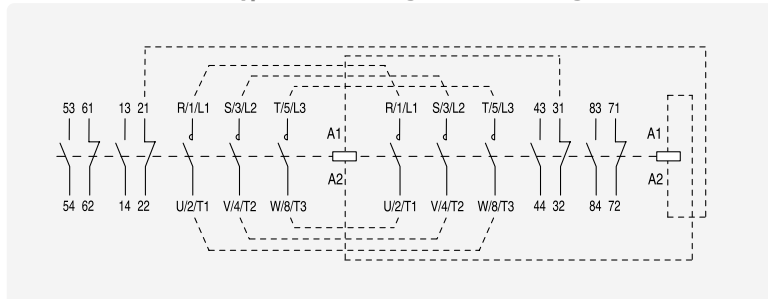 53 61 13 21 R/1/L1 S/3/L2 T/5/L3 R/1/L1 S/3/L2 T/5/L3 43 31 83 71
A1 A1
A2 A2
54 62 14 22 U/2/T1 V/4/T2 W/8/T3 U/2/T1 V/4/T2 W/8/T3 44 32 84 72